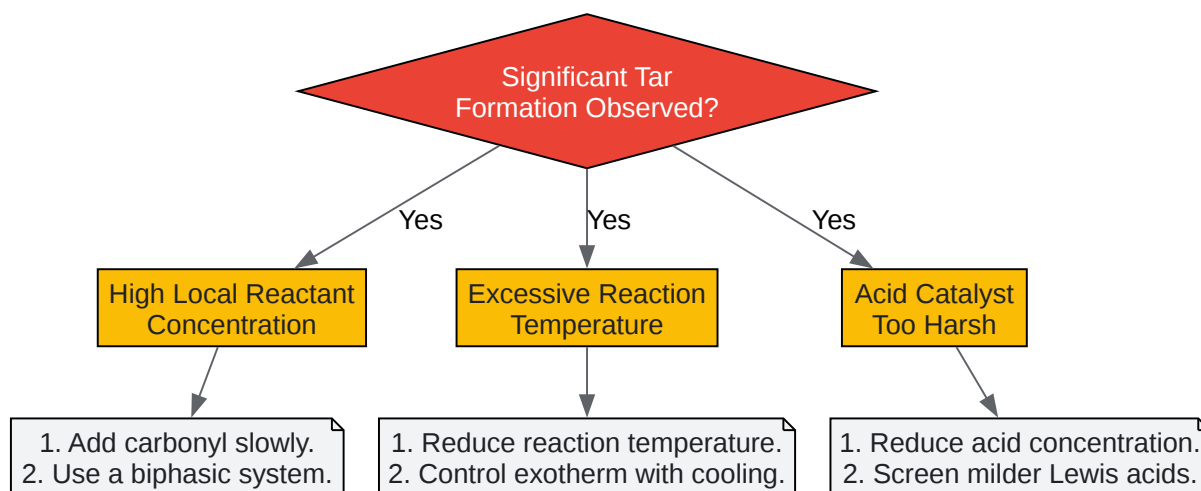 Significant Tar
Formation Observed?
Yes
Yes
Yes
High Local Reactant
Concentration
Excessive Reaction
Temperature
Acid Catalyst
Too Harsh
1. Add carbonyl slowly.
2. Use a biphasic system.
1. Reduce reaction temperature.
2. Control exotherm with cooling.
1. Reduce acid concentration.
2. Screen milder Lewis acids.